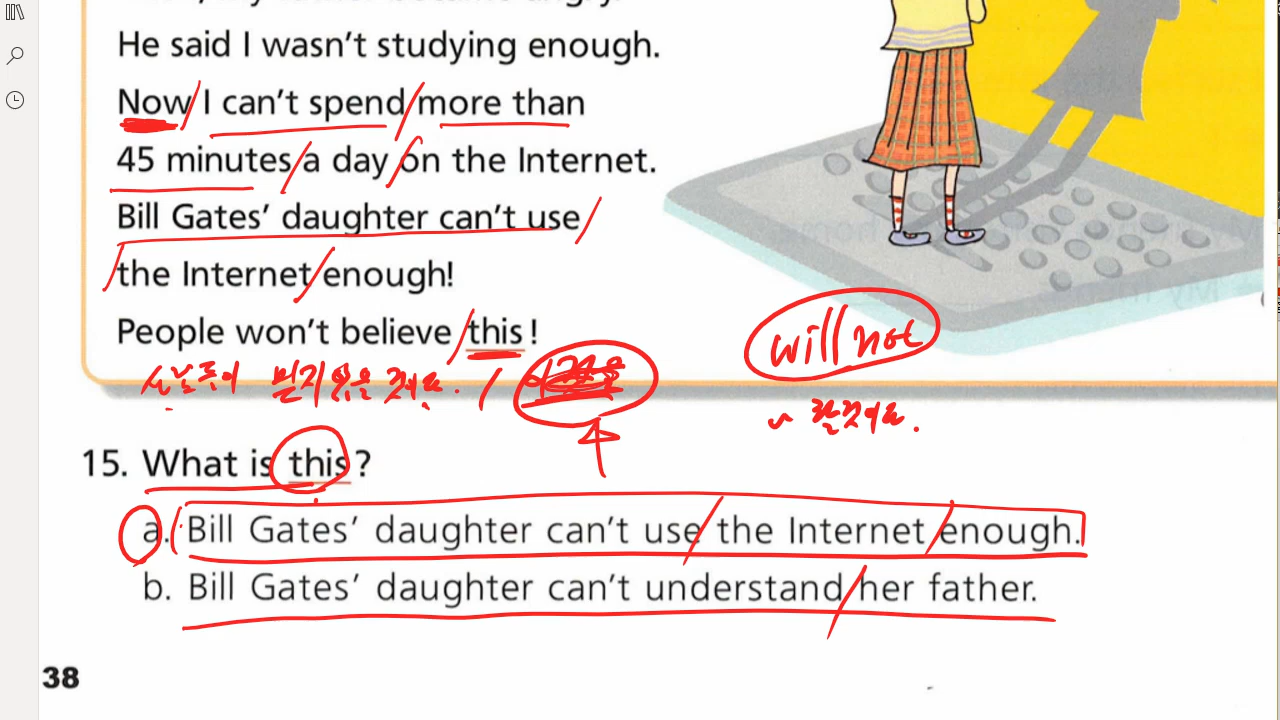 He said I wasn't studying enough.
Now I can't spend more than
45 minutes a day on the Internet.
Bill Gates' daughter can't use
the Internet enough!
People won't believe this!
will not
15. What is this?
a. Bill Gates' daughter can't use the Internet enough.
b. Bill Gates' daughter can't understand her father.
38